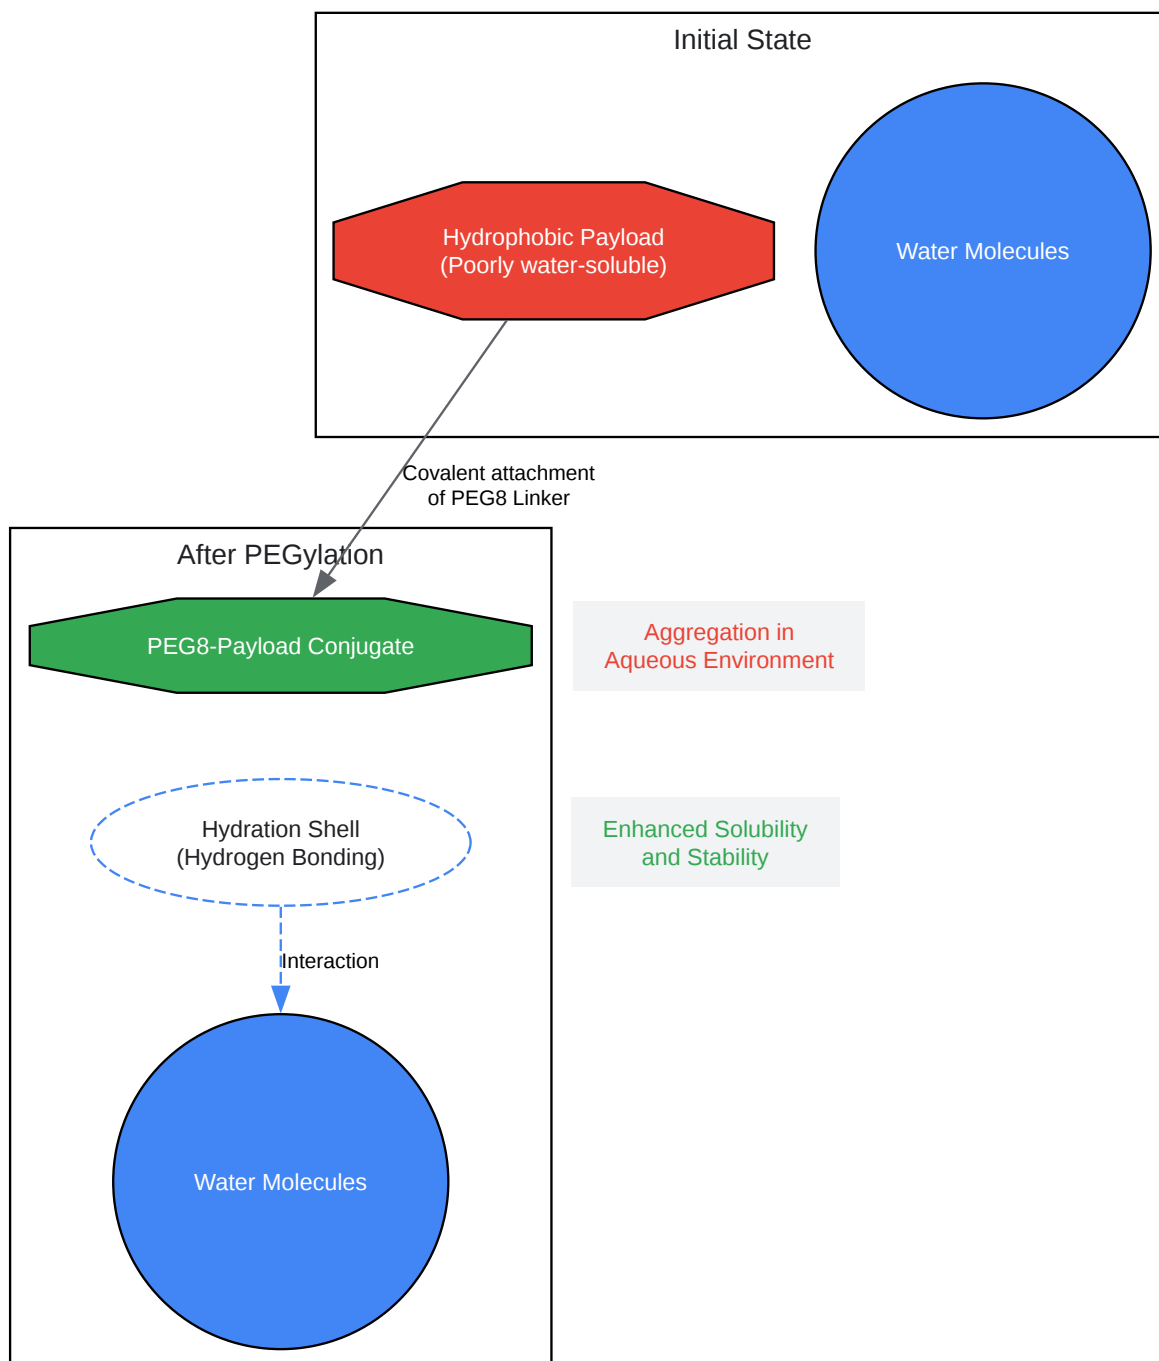 Initial State
Hydrophobic Payload
(Poorly water-soluble)
Water Molecules
Covalent attachment
of PEG8 Linker
After PEGylation
PEG8-Payload Conjugate
Aggregation in
Aqueous Environment
Hydration Shell
(Hydrogen Bonding)
Enhanced Solubility
and Stability
Interaction
Water Molecules